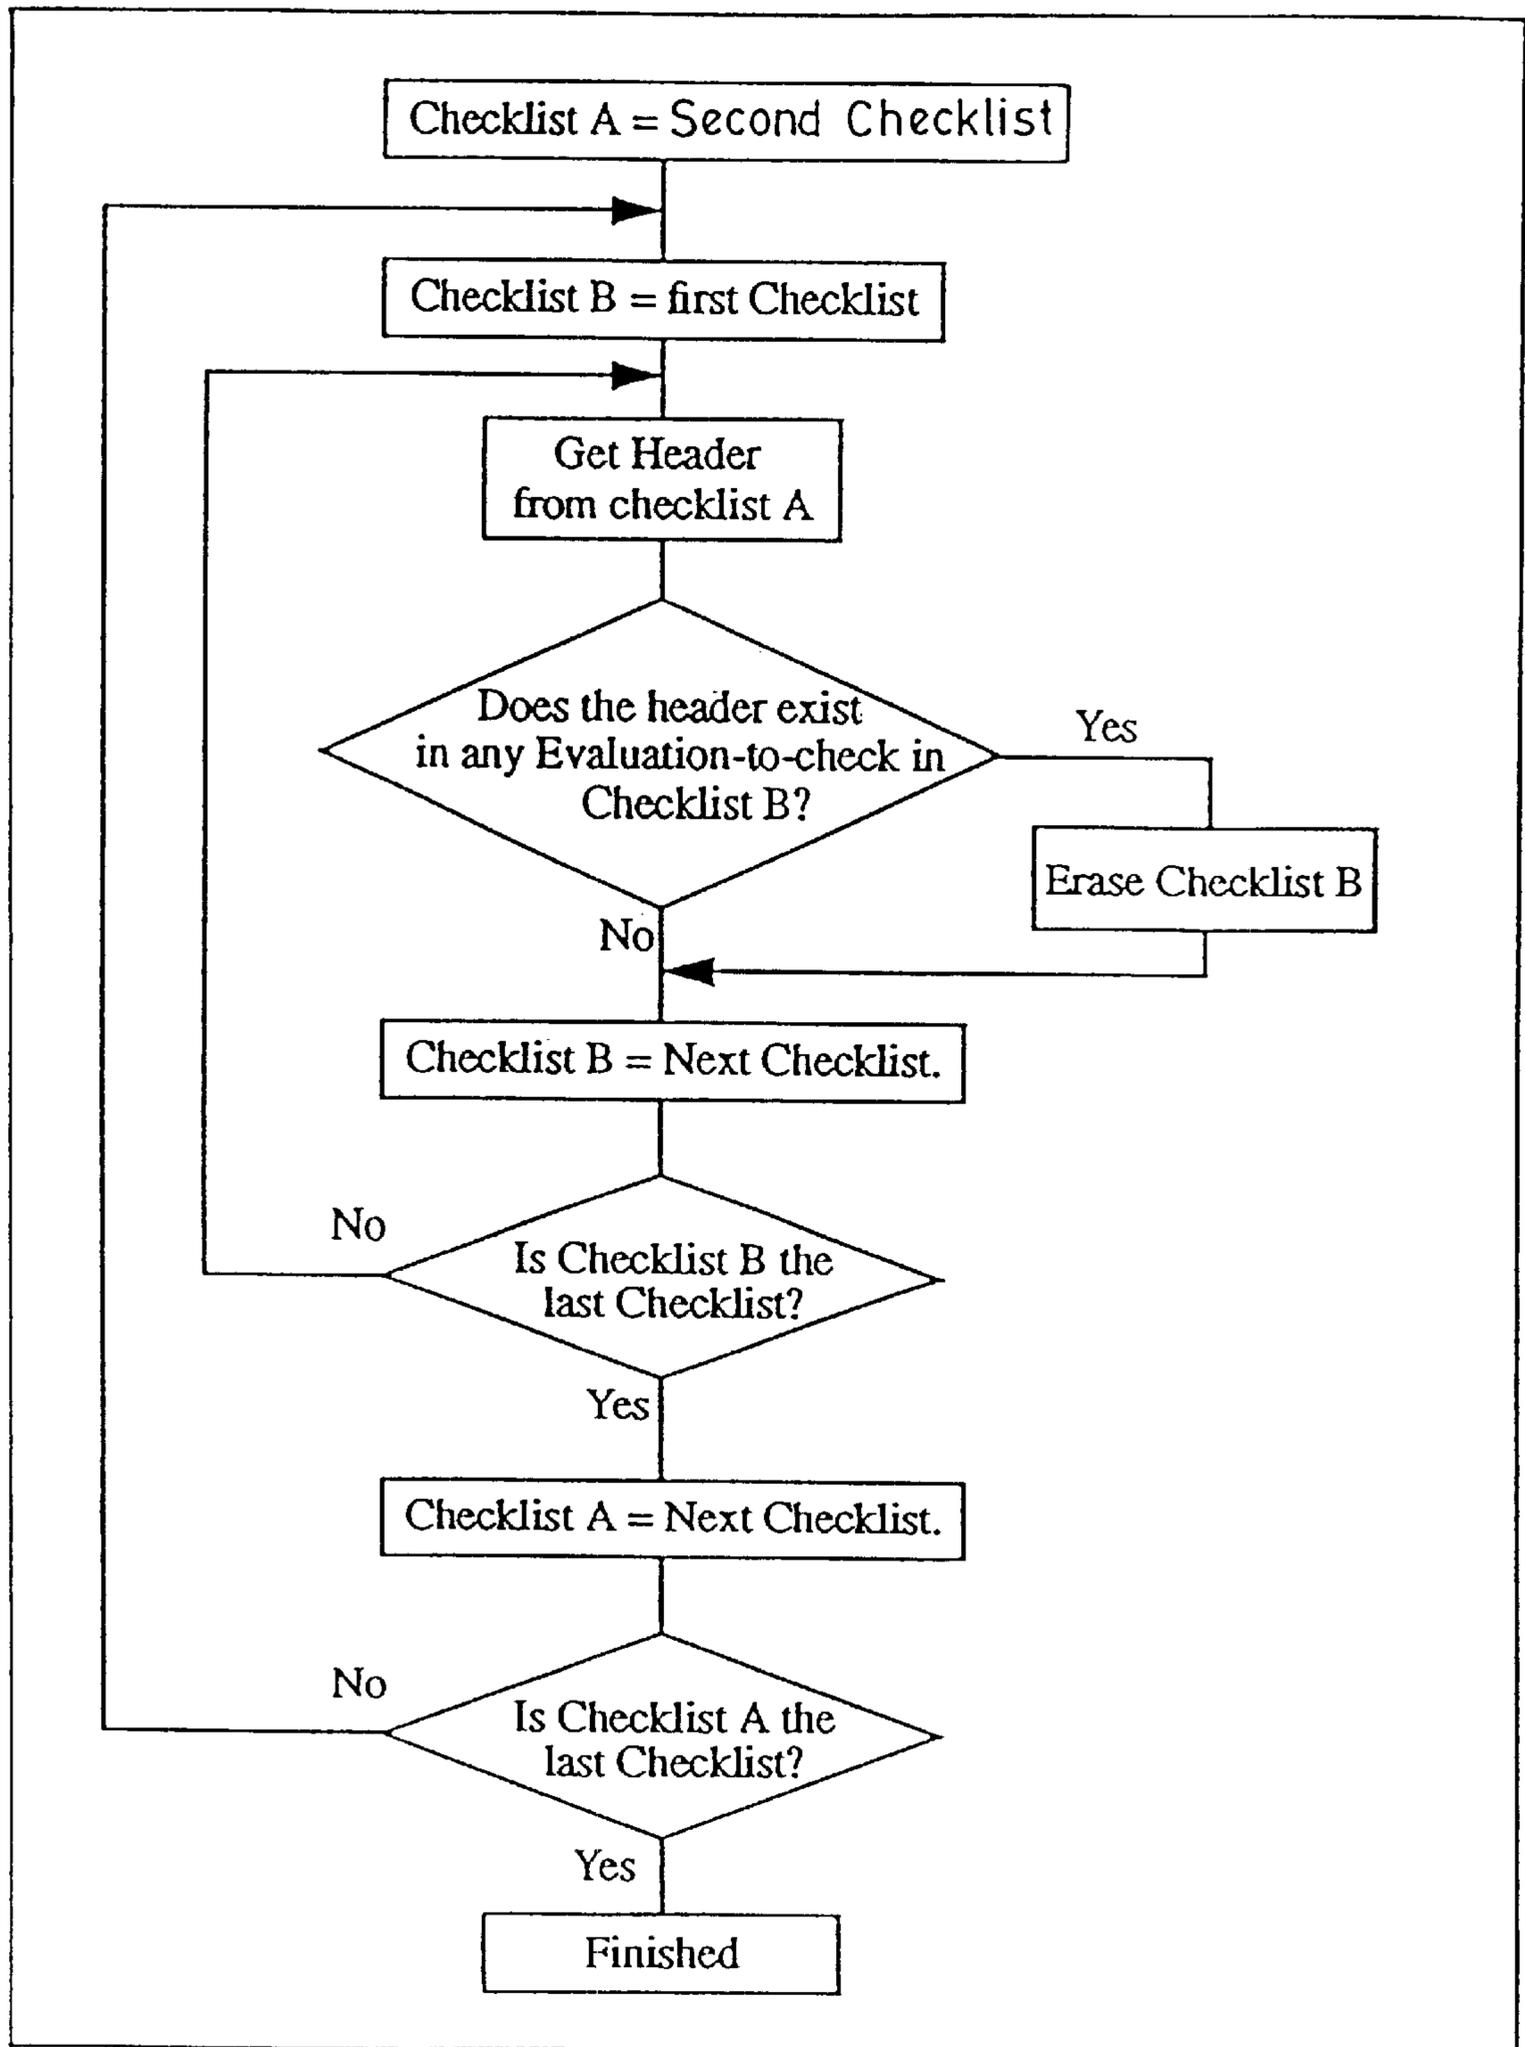 Checklist A = Second Checklist
Checklist B = first Checklist
Get Header
from checklist A
Does the header exist
in any Evaluation-to-check in
Checklist B?
Yes
Erase Checklist B
No
Checklist B = Next Checklist.
No
Is Checklist B the
last Checklist?
Yes
Checklist A = Next Checklist.
No
Is Checklist A the
last Checklist?
Yes
Finished